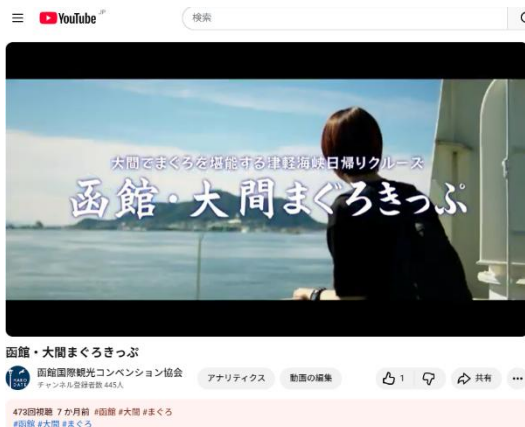 YouTube JP
検索
大間でまぐろを堪能する津軽海峡日帰りクルーズ
函館・大間まぐろきっぷ
函館・大間まぐろきっぷ
函館国際観光コンベンション協会
チャンネル登録者数 445人
アナリティクス
動画の編集
1
共有
473回視聴 7 か月前 #函館 #大間 #まぐろ
#函館 #大間 #まぐろ